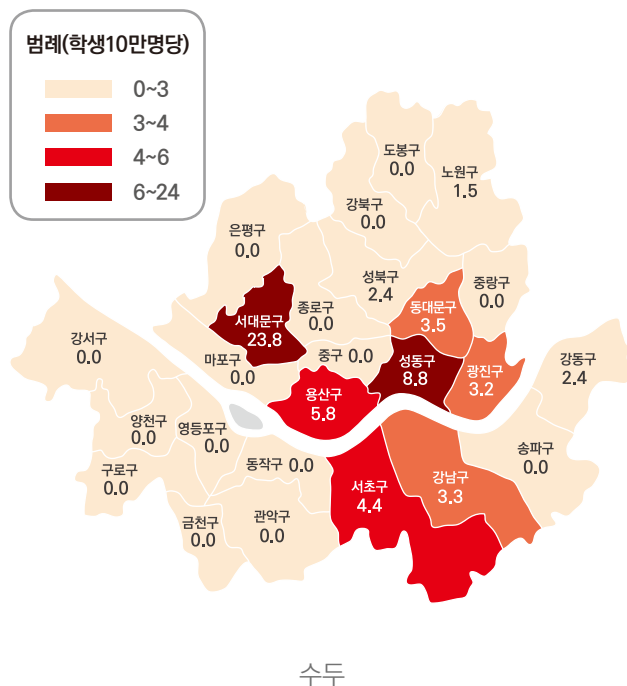 범례(학생10만명당)
0~3
3~4
4~6
6~24
도봉구
0.0
노원구
1.5
강북구
0.0
은평구
0.0
성북구
2.4
중랑구
0.0
동대문구
3.5
종로구
0.0
서대문구
23.8
강서구
0.0
마포구
0.0
중구 0.0
성동구
8.8
광진구
3.2
강동구
2.4
용산구
5.8
양천구
0.0
영등포구
0.0
송파구
0.0
구로구
0.0
동작구 0.0
강남구
3.3
서초구
4.4
금천구
0.0
관악구
0.0
수두